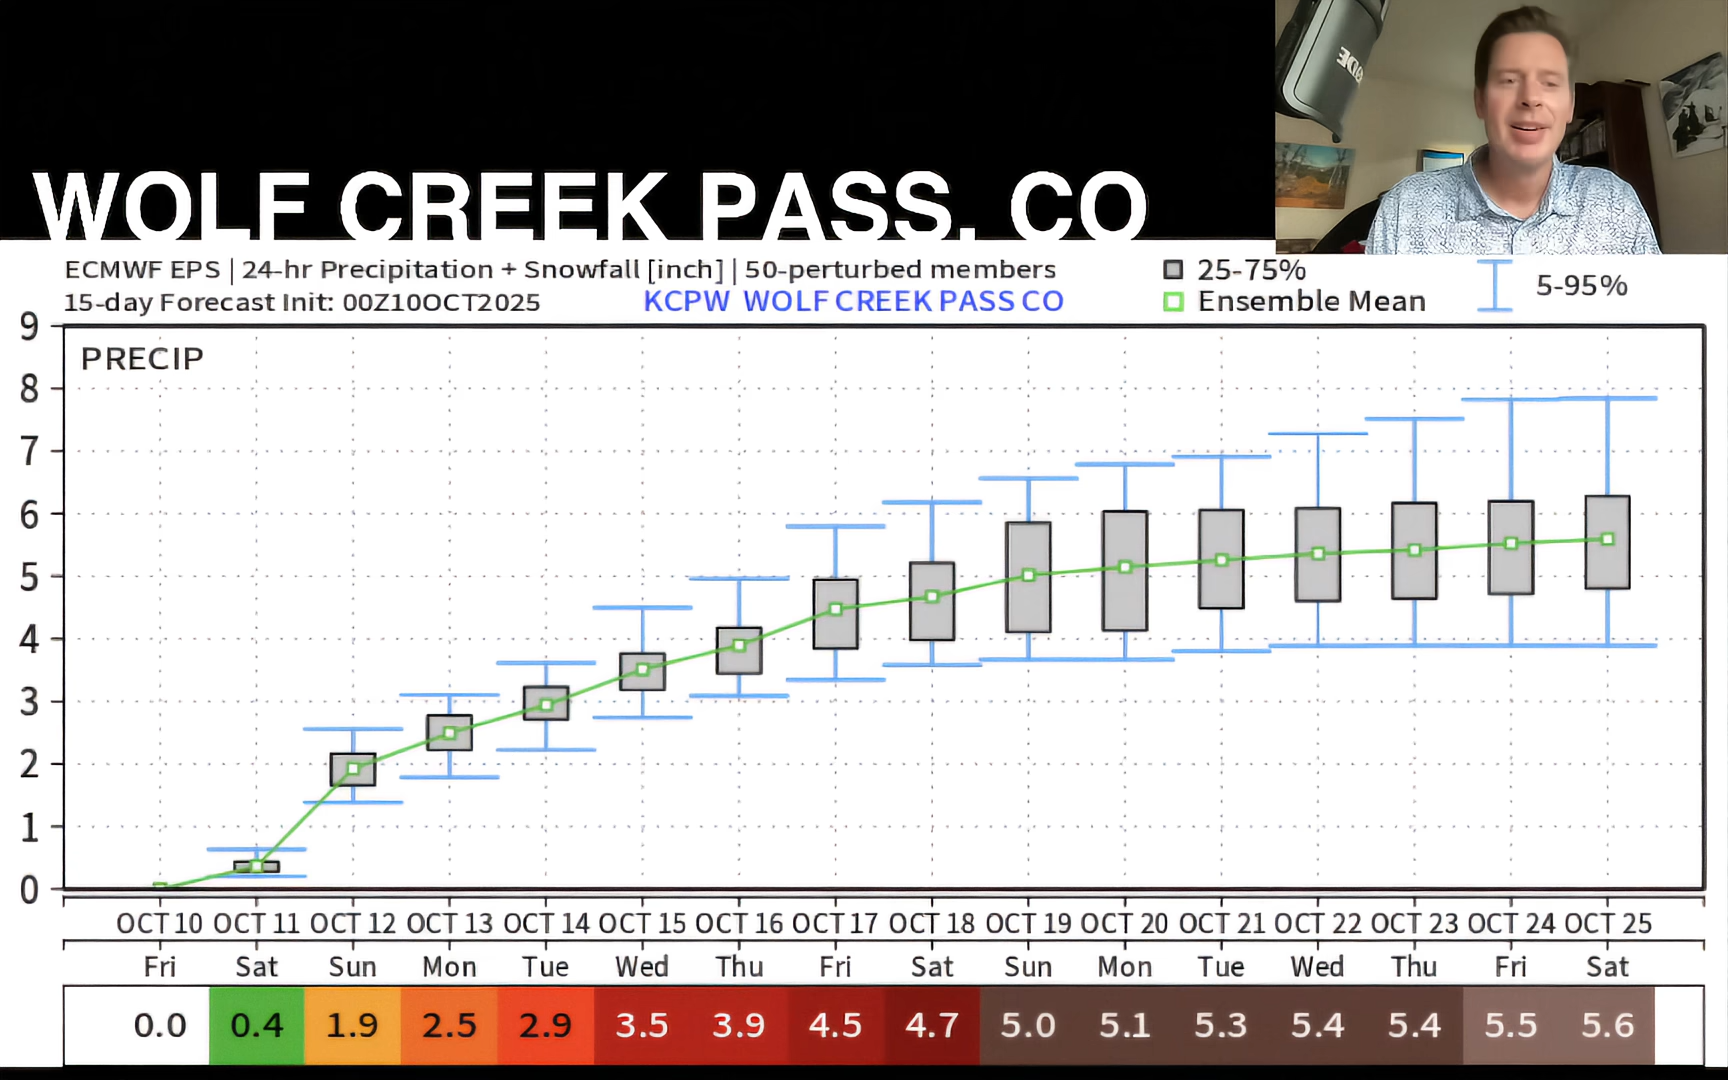 WOLF CREEK PASS, CO
ECMWF EPS | 24-hr Precipitation + Snowfall [inch] | 50-perturbed members
15-day Forecast Init: 00Z10OCT2025 KCPW WOLF CREEK PASS CO
25-75%
Ensemble Mean
5-95%
PRECIP
9
8
7
6
5
4
3
2
1
0
OCT 10 OCT 11 OCT 12 OCT 13 OCT 14 OCT 15 OCT 16 OCT 17 OCT 18 OCT 19 OCT 20 OCT 21 OCT 22 OCT 23 OCT 24 OCT 25
Fri Sat Sun Mon Tue Wed Thu Fri Sat Sun Mon Tue Wed Thu Fri Sat
0.0 0.4 1.9 2.5 2.9 3.5 3.9 4.5 4.7 5.0 5.1 5.3 5.4 5.4 5.5 5.6